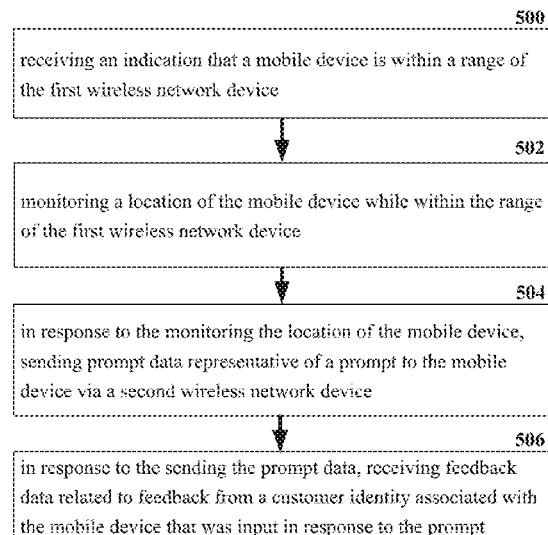 500
receiving an indication that a mobile device is within a range of
the first wireless network device
502
monitoring a location of the mobile device while within the range
of the first wireless network device
504
in response to the monitoring the location of the mobile device,
sending prompt data representative of a prompt to the mobile
device via a second wireless network device
506
in response to the sending the prompt data, receiving feedback
data related to feedback from a customer identity associated with
the mobile device that was input in response to the prompt